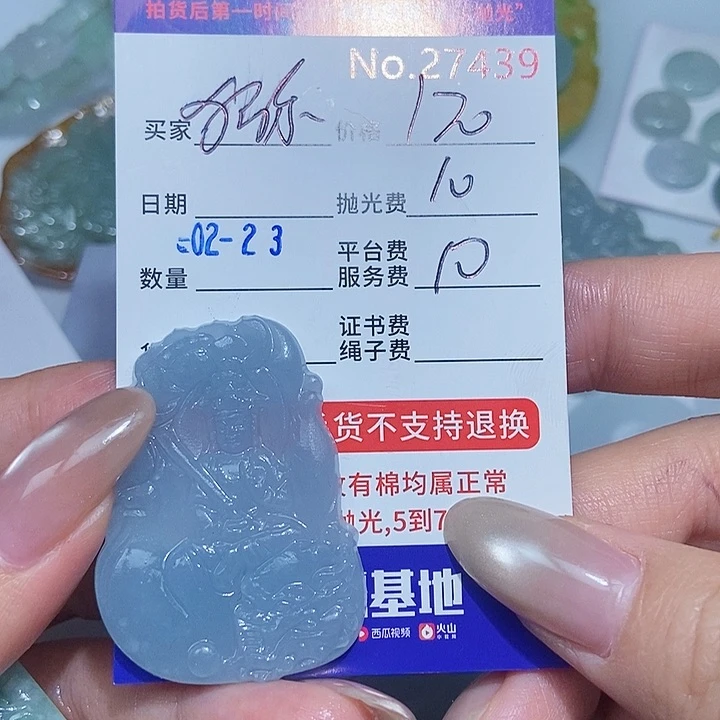 拍货后第一时间 抛光”
No.27439
买家 价格 170
日期 抛光费 10
-02-23
数量 平台费
服务费 10
证书费
绳子费
货不支持退换
有棉均属正常
抛光,5到7
基地
西瓜视频 火山